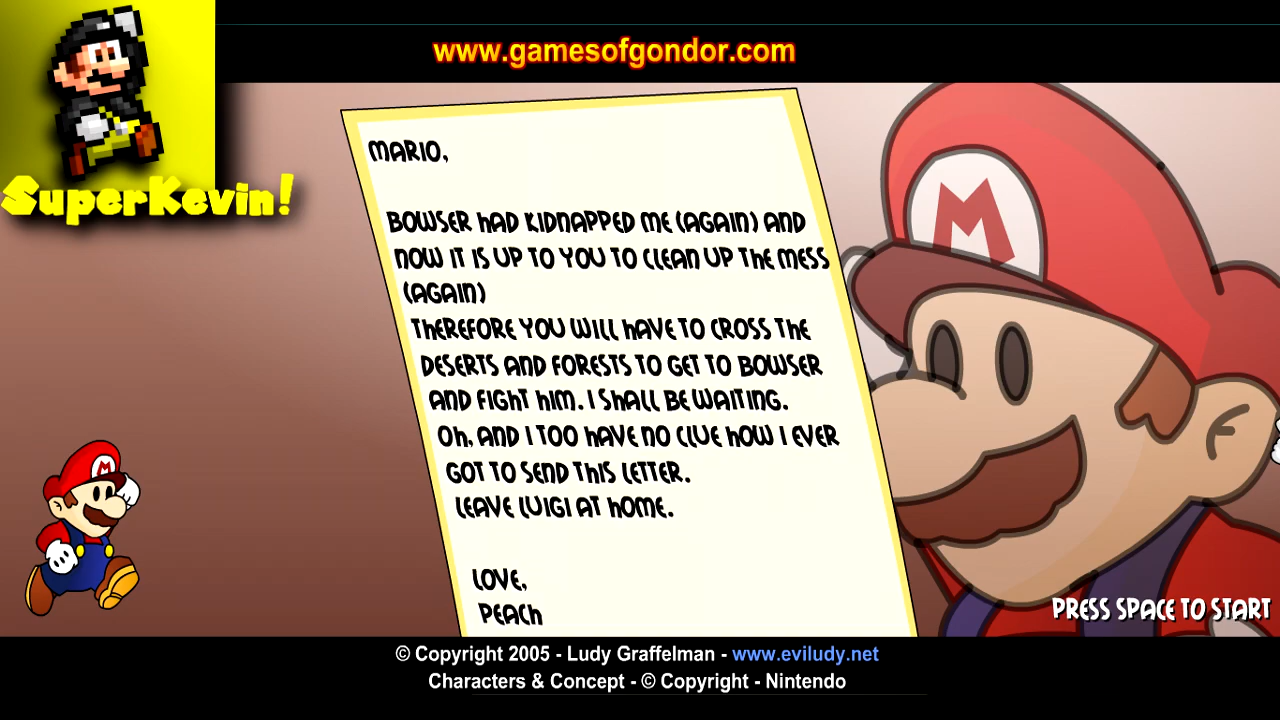 www.gamesofgondor.com
SuperKevin!
MARIO,
BOWSER HAD KIDNAPPED ME (AGAIN) AND
NOW IT IS UP TO YOU TO CLEAN UP THE MESS
(AGAIN)
THEREFORE YOU WILL HAVE TO CROSS THE
DESERTS AND FORESTS TO GET TO BOWSER
AND FIGHT HIM. I SHALL BE WAITING.
OH, AND I TOO HAVE NO CLUE HOW I EVER
GOT TO SEND THIS LETTER.
LEAVE LUIGI AT HOME.
LOVE,
PEACH
M
M
PRESS SPACE TO START
© Copyright 2005 - Ludy Graffelman - www.eviludy.net
Characters & Concept - © Copyright - Nintendo